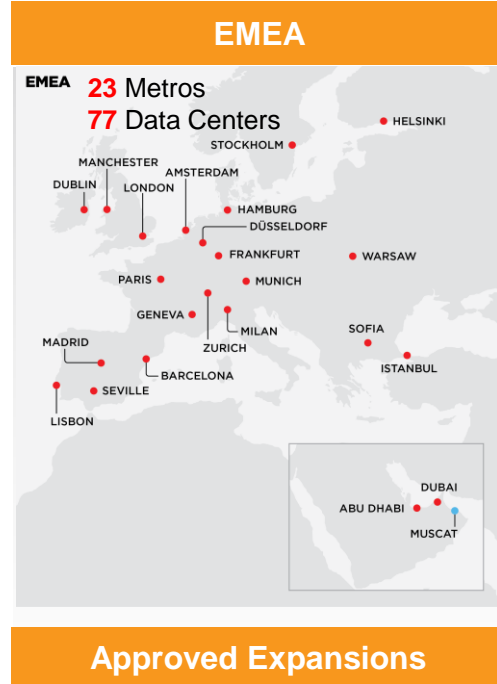 EMEA
EMEA
23 Metros
77 Data Centers
HELSINKI
STOCKHOLM
MANCHESTER
AMSTERDAM
DUBLIN
LONDON
HAMBURG
DÜSSELDORF
FRANKFURT
WARSAW
PARIS
MUNICH
GENEVA
MILAN
SOFIA
MADRID
ZURICH
ISTANBUL
BARCELONA
SEVILLE
LISBON
DUBAI
ABU DHABI
MUSCAT
Approved Expansions